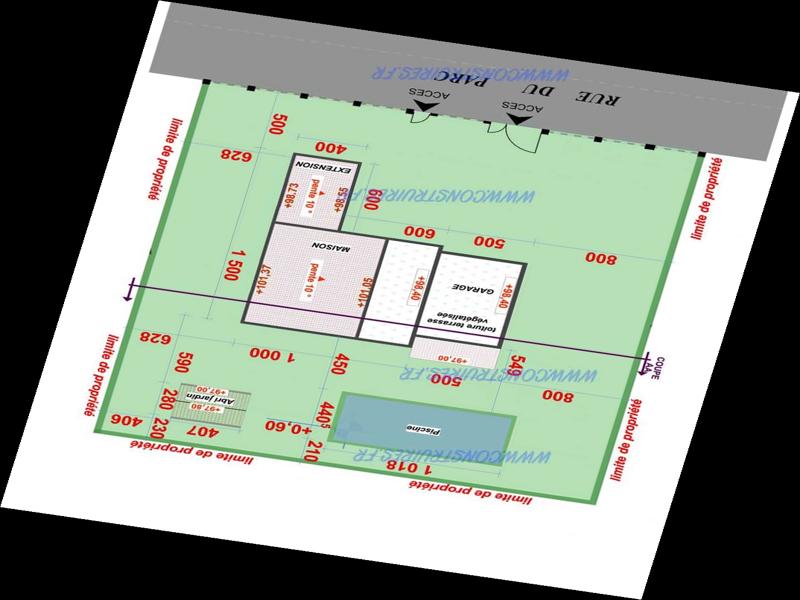 WWW.CONSTRUIRES.FR
RUE DU PARC
ACCES
ACCES
limite de propriété
limite de propriété
500
628
400
EXTENSION
+98,73
pente 10°
+98,55
600
WWW.CONSTRUIRES.FR
600
500
800
1 500
MAISON
+101,37
pente 10°
+101,05
+98,40
GARAGE
+98,40
toiture terrasse
végétalisée
+97,00
COUPE
AA
628
590
1 000
450
500
540
800
WWW.CONSTRUIRES.FR
limite de propriété
limite de propriété
280
+97,00
Abri jardin
+97,80
406
230
407
+0,60
440
210
Piscine
1 018
WWW.CONSTRUIRES.FR
limite de propriété
limite de propriété